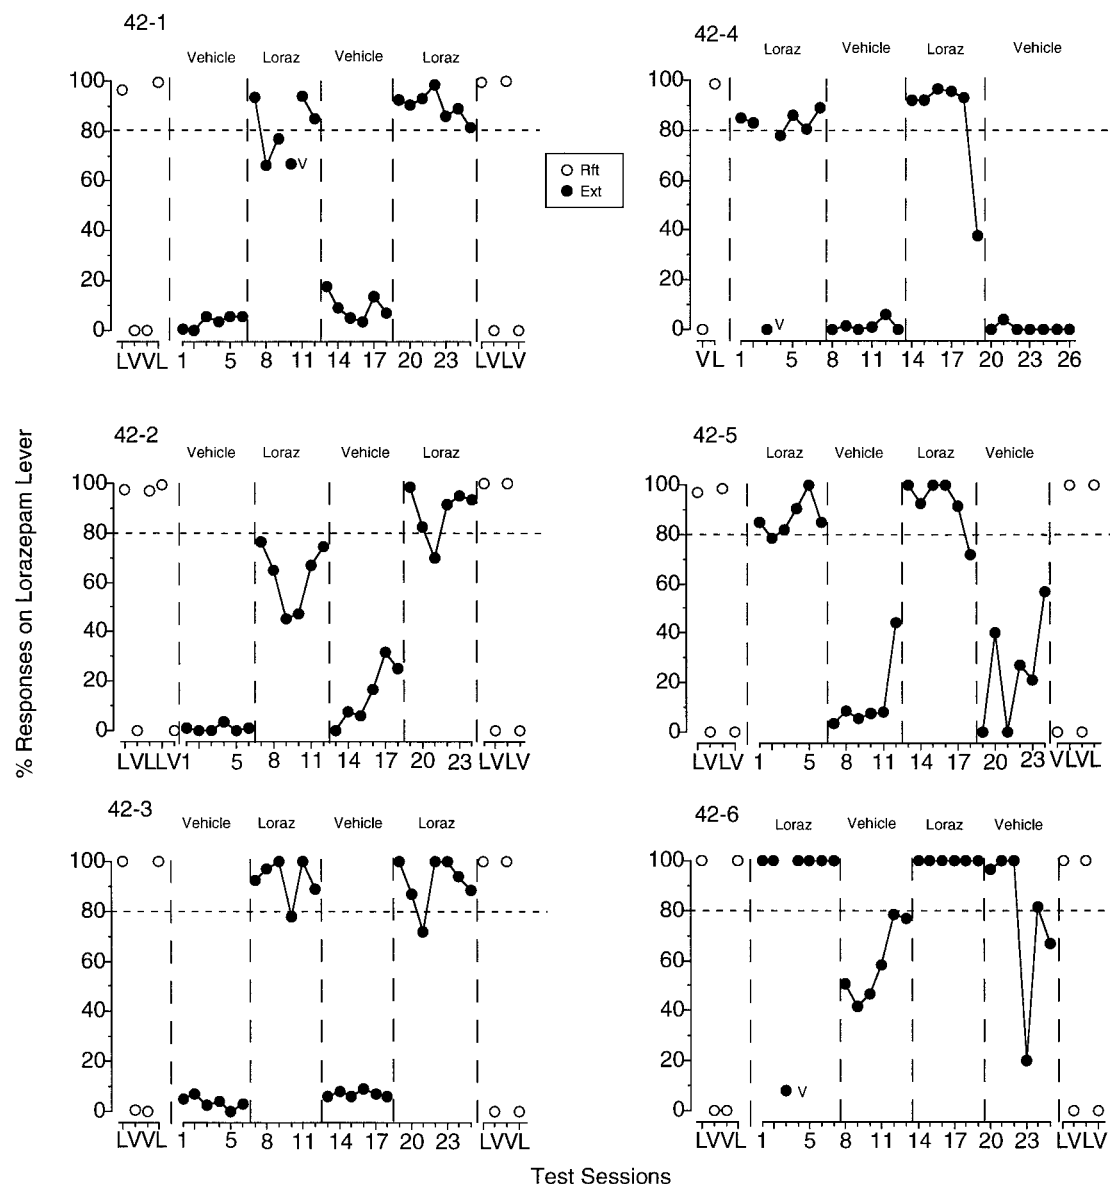 42-1
Vehicle Loraz Vehicle Loraz
100
80
60
40
20
0
V
LVVL 1 5 8 11 14 17 20 23 LVLV
Rft
Ext
42-4
Loraz Vehicle Loraz Vehicle
100
80
60
40
20
0
V
VL 1 5 8 11 14 17 20 23 26
% Responses on Lorazepam Lever
42-2
Vehicle Loraz Vehicle Loraz
100
80
60
40
20
0
LVLLV 1 5 8 11 14 17 20 23 LVLV
42-5
Loraz Vehicle Loraz Vehicle
100
80
60
40
20
0
LVLV 1 5 8 11 14 17 20 23 VLVL
42-3
Vehicle Loraz Vehicle Loraz
100
80
60
40
20
0
LVVL 1 5 8 11 14 17 20 23 LVLV
42-6
Loraz Vehicle Loraz Vehicle
100
80
60
40
20
0
V
LVVL 1 5 8 11 14 17 20 23 LVLV
Test Sessions